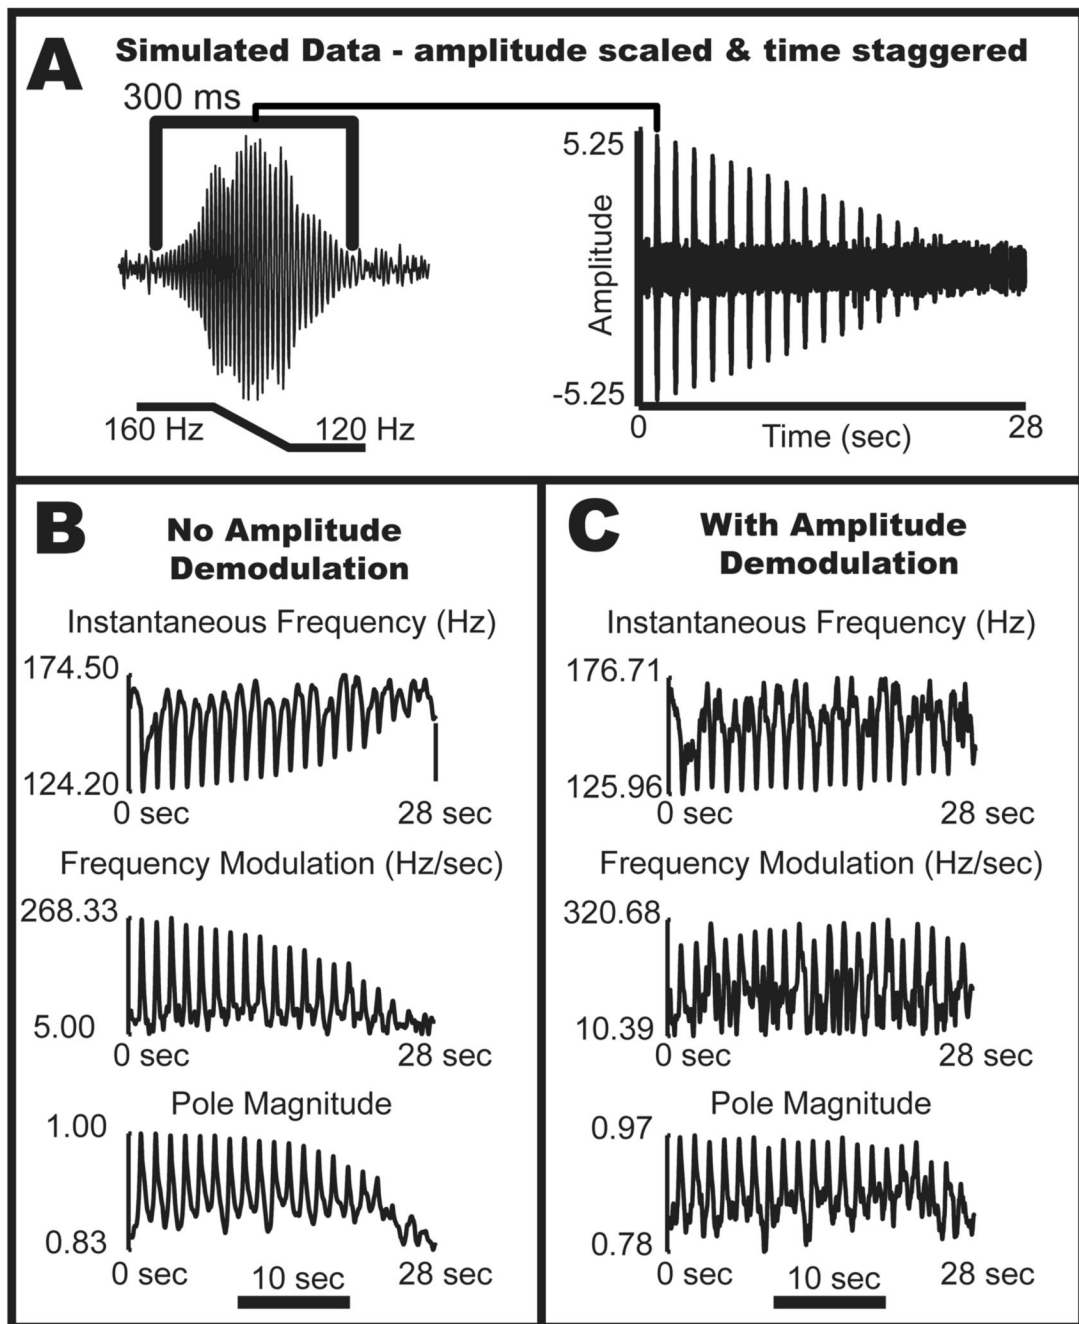 A
Simulated Data - amplitude scaled & time staggered
300 ms
160 Hz
120 Hz
5.25
Amplitude
-5.25
0
Time (sec)
28
B
No Amplitude
Demodulation
Instantaneous Frequency (Hz)
174.50
124.20
0 sec
28 sec
Frequency Modulation (Hz/sec)
268.33
5.00
0 sec
28 sec
Pole Magnitude
1.00
0.83
0 sec
10 sec
28 sec
C
With Amplitude
Demodulation
Instantaneous Frequency (Hz)
176.71
125.96
0 sec
28 sec
Frequency Modulation (Hz/sec)
320.68
10.39
0 sec
28 sec
Pole Magnitude
0.97
0.78
0 sec
10 sec
28 sec